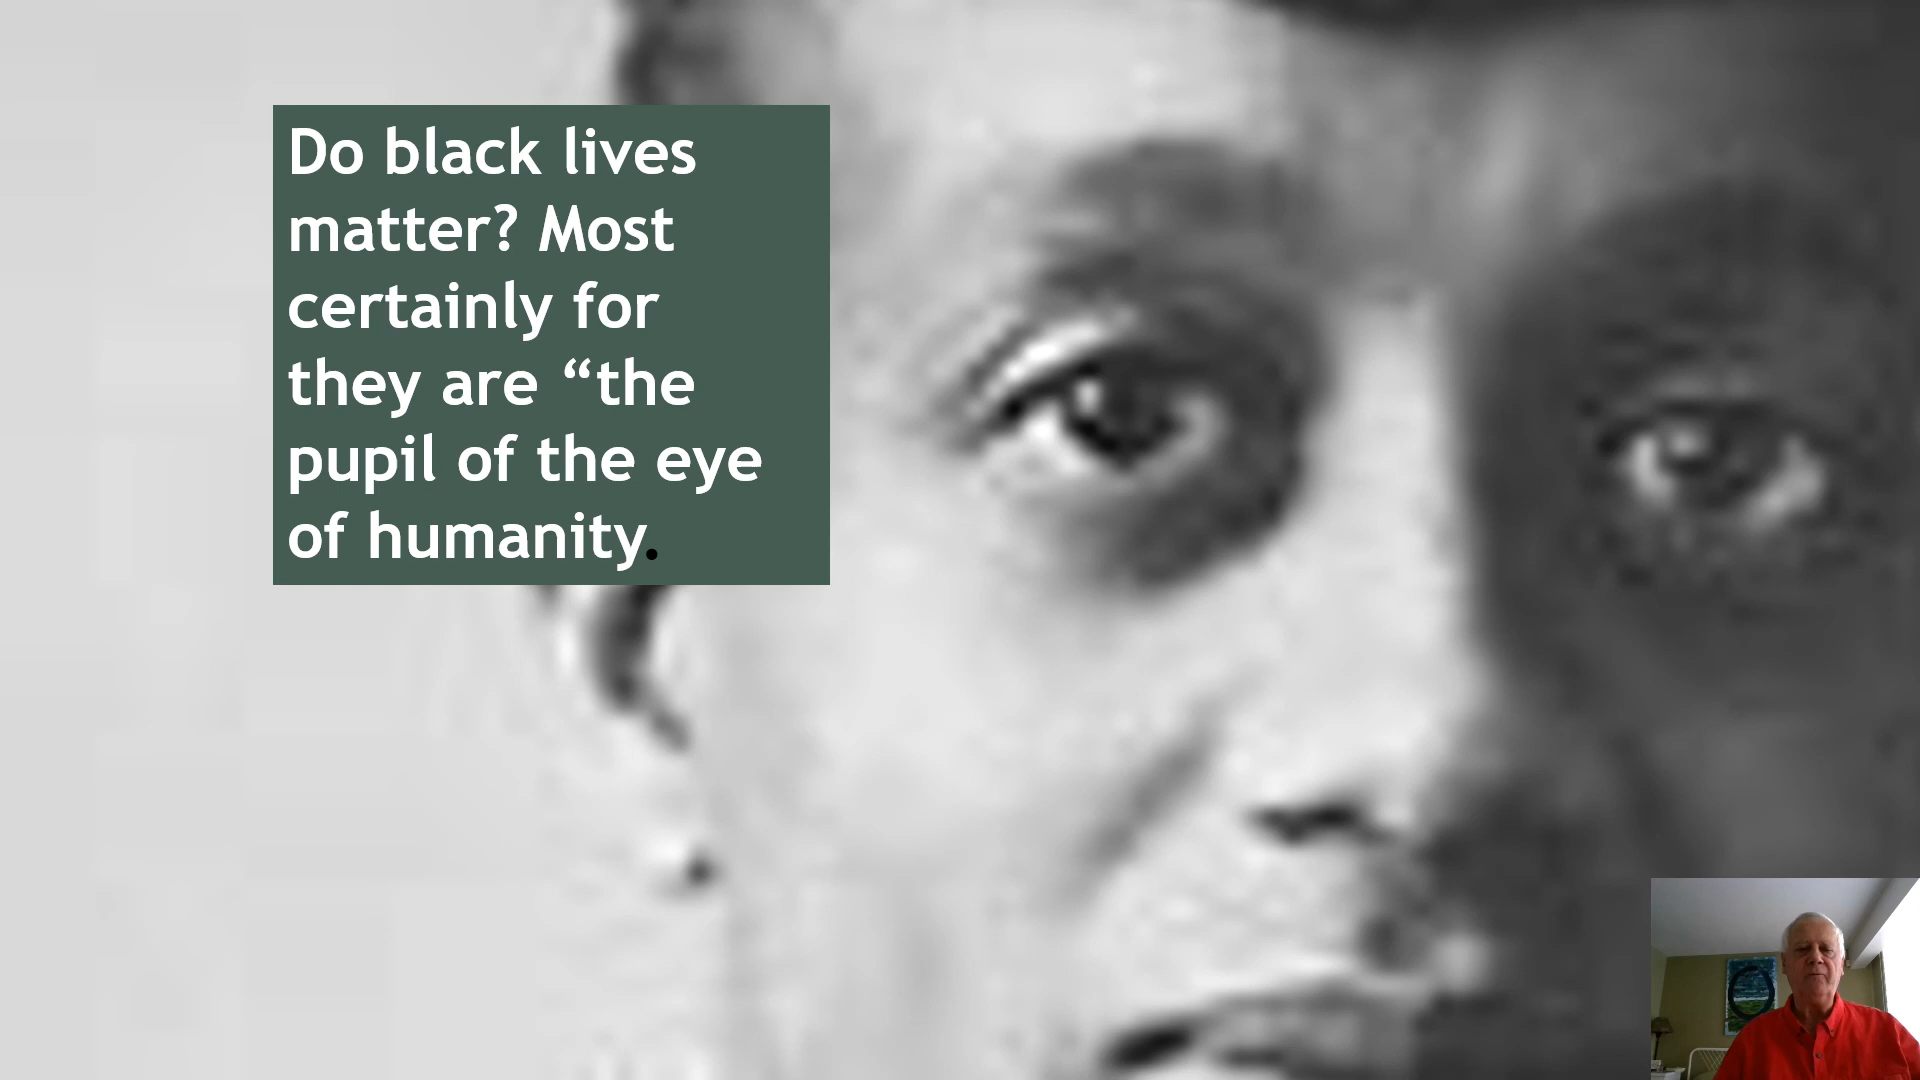 Do black lives
matter? Most
certainly for
they are “the
pupil of the eye
of humanity.